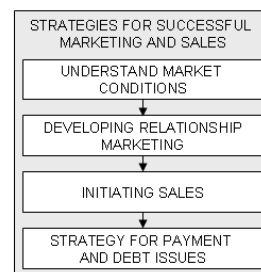 STRATEGIES FOR SUCCESSFUL
MARKETING AND SALES
UNDERSTAND MARKET
CONDITIONS
DEVELOPING RELATIONSHIP
MARKETING
INITIATING SALES
STRATEGY FOR PAYMENT
AND DEBT ISSUES